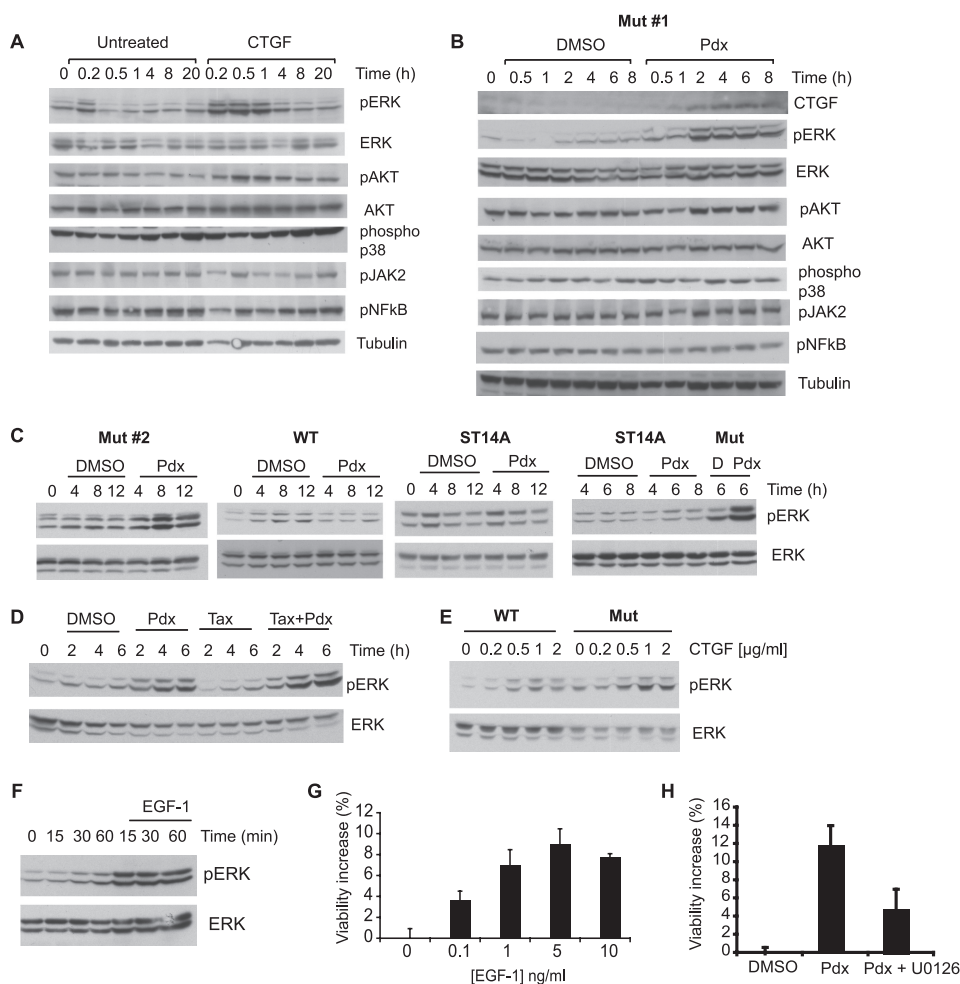 A
Untreated CTGF
0 0.2 0.5 1 4 8 20 0.2 0.5 1 4 8 20 Time (h)
pERK
ERK
pAKT
AKT
phospho
p38
pJAK2
pNFkB
Tubulin
Mut #1
B
DMSO Pdx
0 0.5 1 2 4 6 8 0.5 1 2 4 6 8 Time (h)
CTGF
pERK
ERK
pAKT
AKT
phospho
p38
pJAK2
pNFkB
Tubulin
C
Mut #2 WT ST14A ST14A Mut
DMSO Pdx DMSO Pdx DMSO Pdx DMSO Pdx D Pdx
0 4 8 12 4 8 12 0 4 8 12 4 8 12 0 4 8 12 4 8 12 4 6 8 4 6 8 6 6 Time (h)
pERK
ERK
D
DMSO Pdx Tax Tax+Pdx
0 2 4 6 2 4 6 2 4 6 2 4 6 Time (h)
pERK
ERK
E
WT Mut
0 0.2 0.5 1 2 0 0.2 0.5 1 2 CTGF [µg/ml]
pERK
ERK
F
EGF-1
0 15 30 60 15 30 60 Time (min)
pERK
ERK
G
Viability increase (%)
12
10
8
6
4
2
0
0 0.1 1 5 10
[EGF-1] ng/ml
H
Viability increase (%)
16
14
12
10
8
6
4
2
0
DMSO Pdx Pdx + U0126